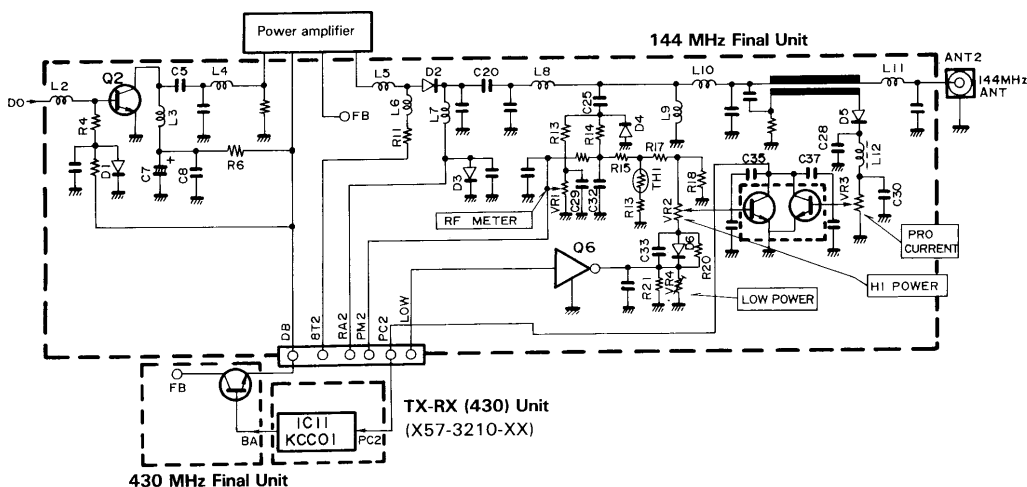 Power amplifier
144 MHz Final Unit
L2
DO
Q2
C5
L4
L5
D2
C20
L8
L10
L11
ANT2
144MHz
ANT
R4
L3
FB
L6
L7
C25
L9
D5
R11
R13
R14
D4
C28
L12
D1
C7
+
C8
R6
D3
VR1
C29
C32
R15
R17
TH1
R13
R18
C35
C37
VR3
C30
RF METER
VR2
PRO
CURRENT
Q6
C33
D6
R20
HI POWER
R21
VR4
LOW POWER
DB
8T2
RA2
PM2
PC2
LOW
FB
TX-RX (430) Unit
(X57-3210-XX)
IC11
KCC01
BA
PC2
430 MHz Final Unit